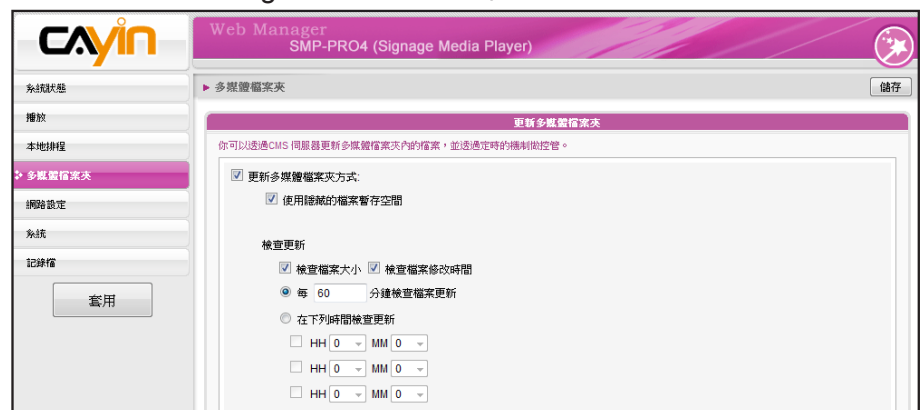 CAYIN
Web Manager
SMP-PRO4 (Signage Media Player)
系統狀態
播放
本地排程
多媒體檔案夾
網路設定
系統
記錄檔
套用
多媒體檔案夾
儲存
更新多媒體檔案夾
你可以透過CMS 伺服器更新多媒體檔案夾內的檔案，並透過定時的機制做控管。
更新多媒體檔案夾方式:
使用隱藏的檔案暫存空間
檢查更新
檢查檔案大小 檢查檔案修改時間
每 60 分鐘檢查檔案更新
在下列時間檢查更新
HH 0 MM 0
HH 0 MM 0
HH 0 MM 0